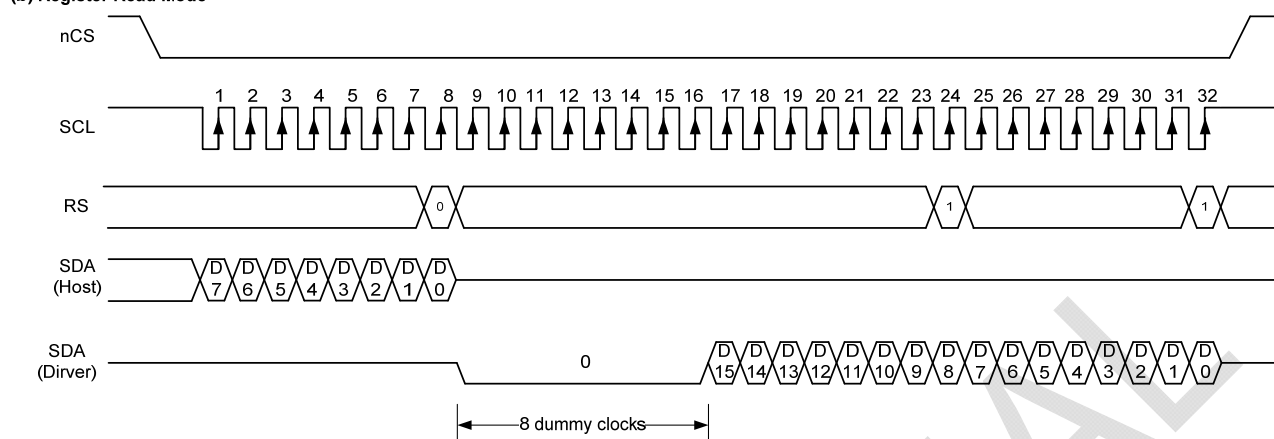 (b) Register Read Mode
nCS
1 2 3 4 5 6 7 8 9 10 11 12 13 14 15 16 17 18 19 20 21 22 23 24 25 26 27 28 29 30 31 32
SCL
RS
0 1 1
SDA
(Host)
D D D D D D D D
7 6 5 4 3 2 1 0
SDA
(Dirver)
0
D D D D D D D D D D D D D D D D
15 14 13 12 11 10 9 8 7 6 5 4 3 2 1 0
8 dummy clocks